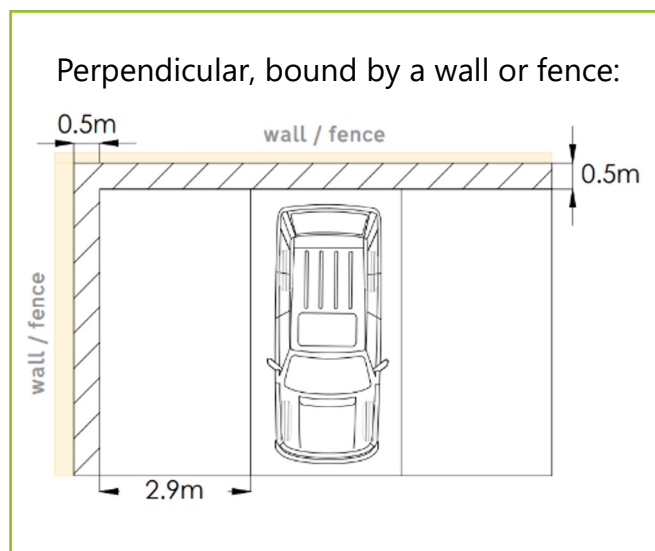 Perpendicular, bound by a wall or fence:
0.5m
wall / fence
0.5m
wall / fence
2.9m